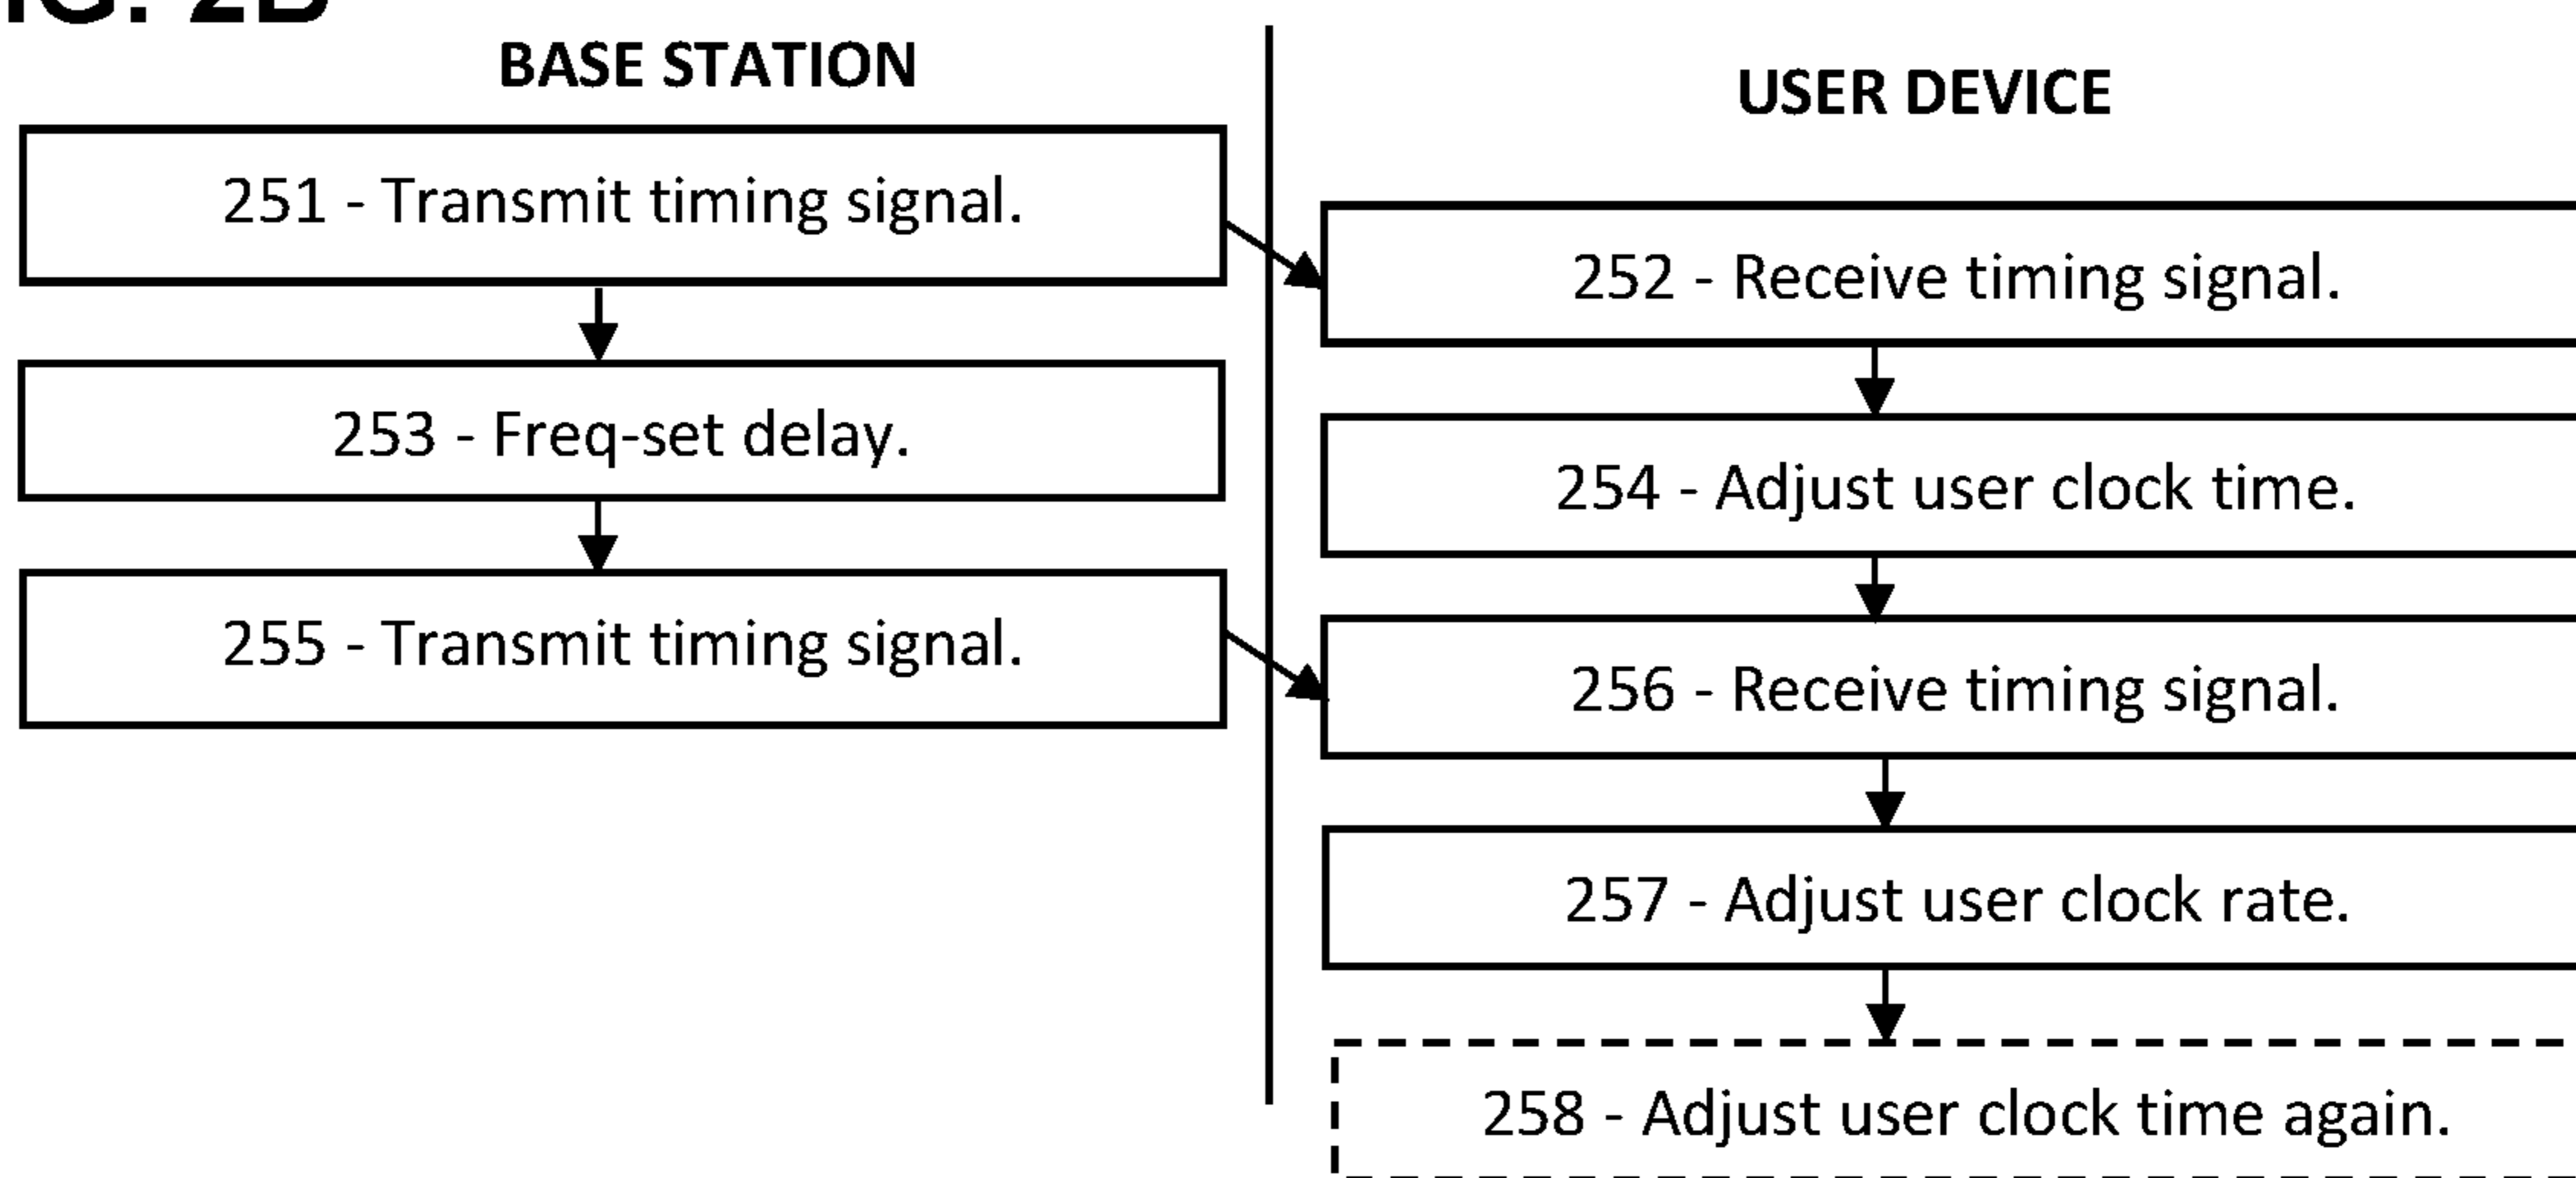 IG. 2B
BASE STATION
USER DEVICE
251 - Transmit timing signal.
252 - Receive timing signal.
253 - Freq-set delay.
254 - Adjust user clock time.
255 - Transmit timing signal.
256 - Receive timing signal.
257 - Adjust user clock rate.
258 - Adjust user clock time again.